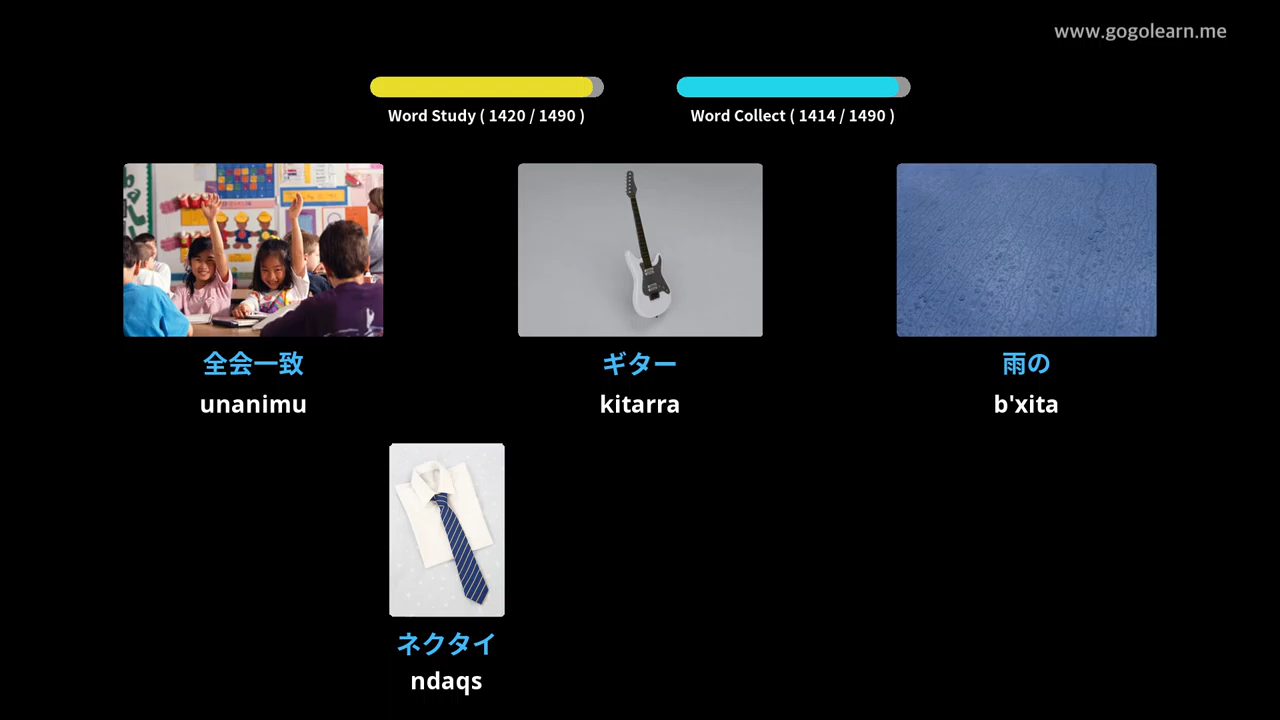 www.gogolearn.me
Word Study ( 1420 / 1490 )
Word Collect ( 1414 / 1490 )
全会一致
unanimu
ギター
kitarra
雨の
b'xita
ネクタイ
ndaqs